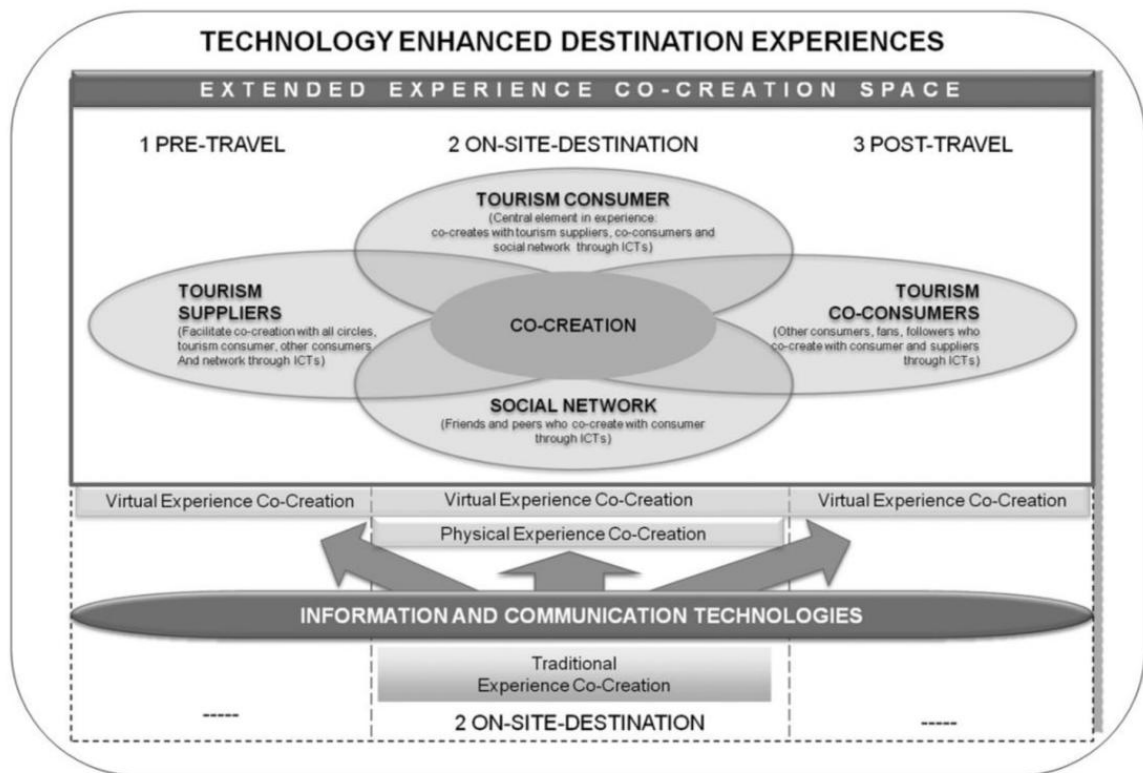 TECHNOLOGY ENHANCED DESTINATION EXPERIENCES
EXTENDED EXPERIENCE CO-CREATION SPACE
1 PRE-TRAVEL
2 ON-SITE-DESTINATION
3 POST-TRAVEL
TOURISM CONSUMER
(Central element in experience:
co-creates with tourism suppliers, co-consumers and
social network through ICTs)
TOURISM
SUPPLIERS
(Facilitate co-creation with all circles,
tourism consumer, other consumers.
And network through ICTs)
CO-CREATION
TOURISM
CO-CONSUMERS
(Other consumers, fans, followers who
co-create with consumer and suppliers
through ICTs)
SOCIAL NETWORK
(Friends and peers who co-create with consumer
through ICTs)
Virtual Experience Co-Creation
Virtual Experience Co-Creation
Virtual Experience Co-Creation
Physical Experience Co-Creation
INFORMATION AND COMMUNICATION TECHNOLOGIES
Traditional
Experience Co-Creation
-----
2 ON-SITE-DESTINATION
-----